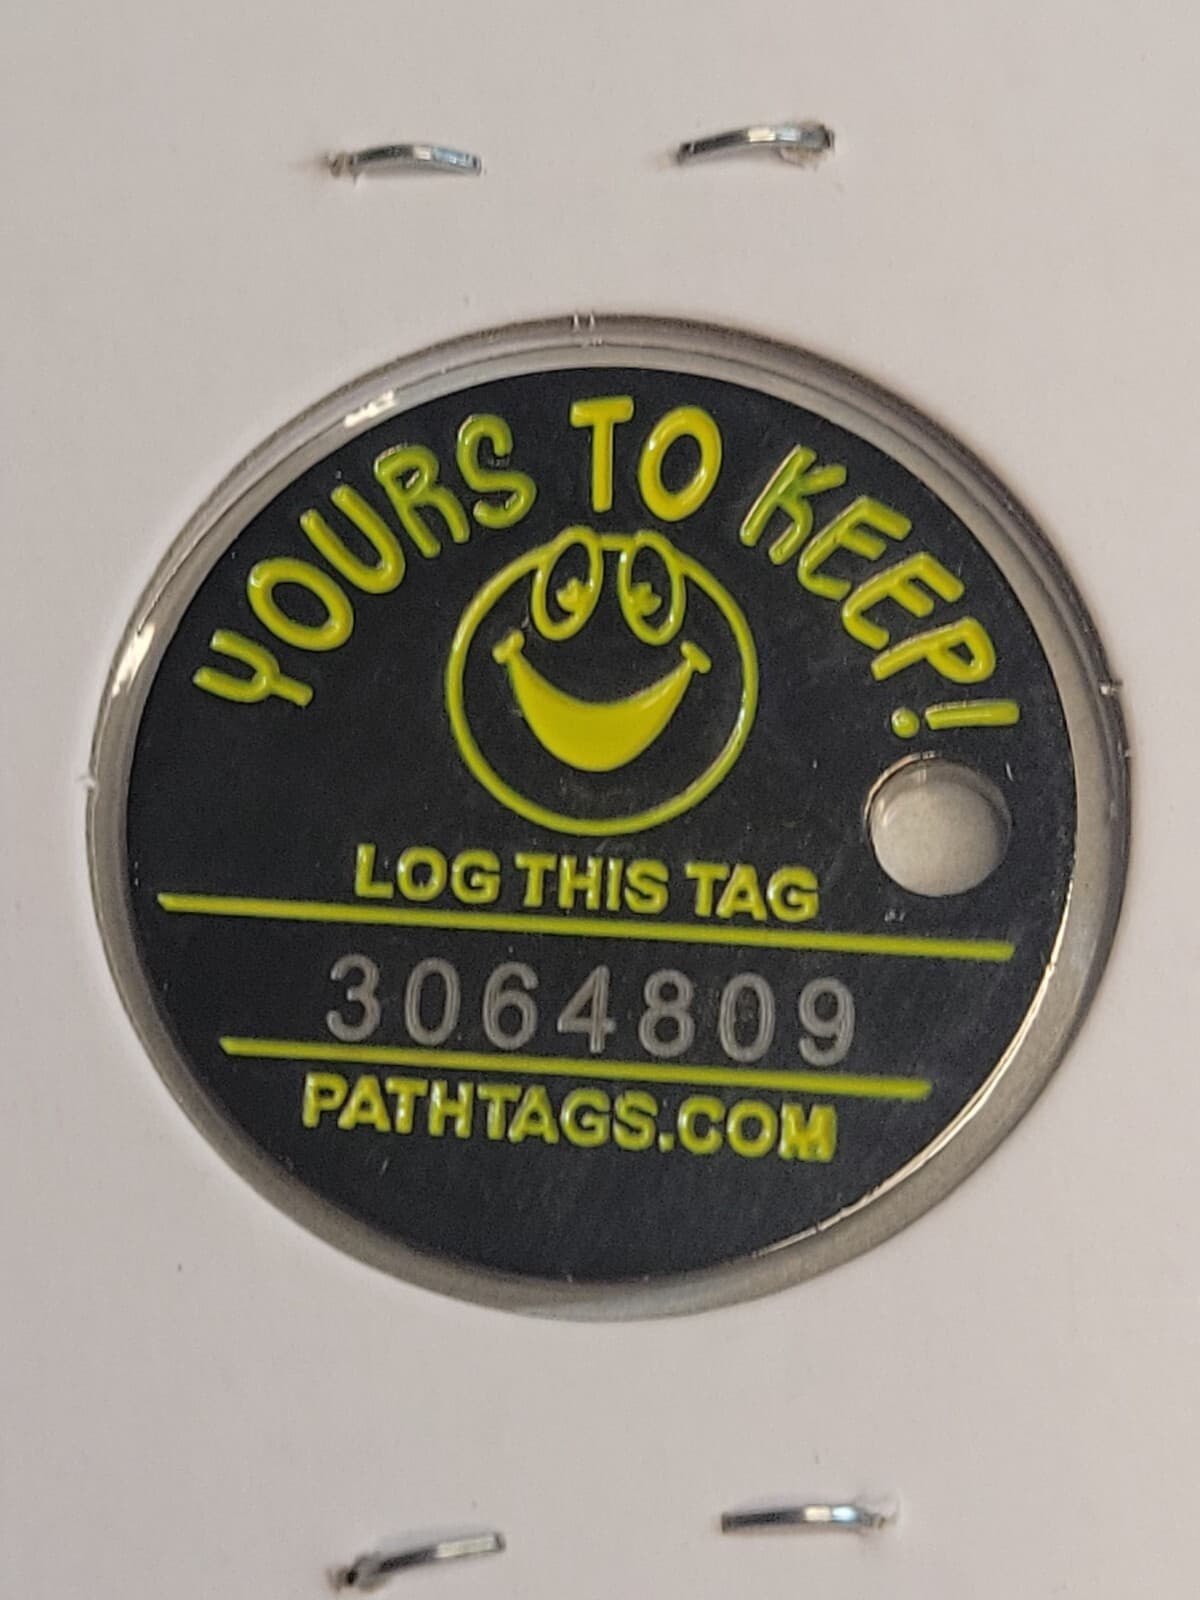 YOURS TO KEEP!
LOG THIS TAG
3064809
PATHTAGS.COM